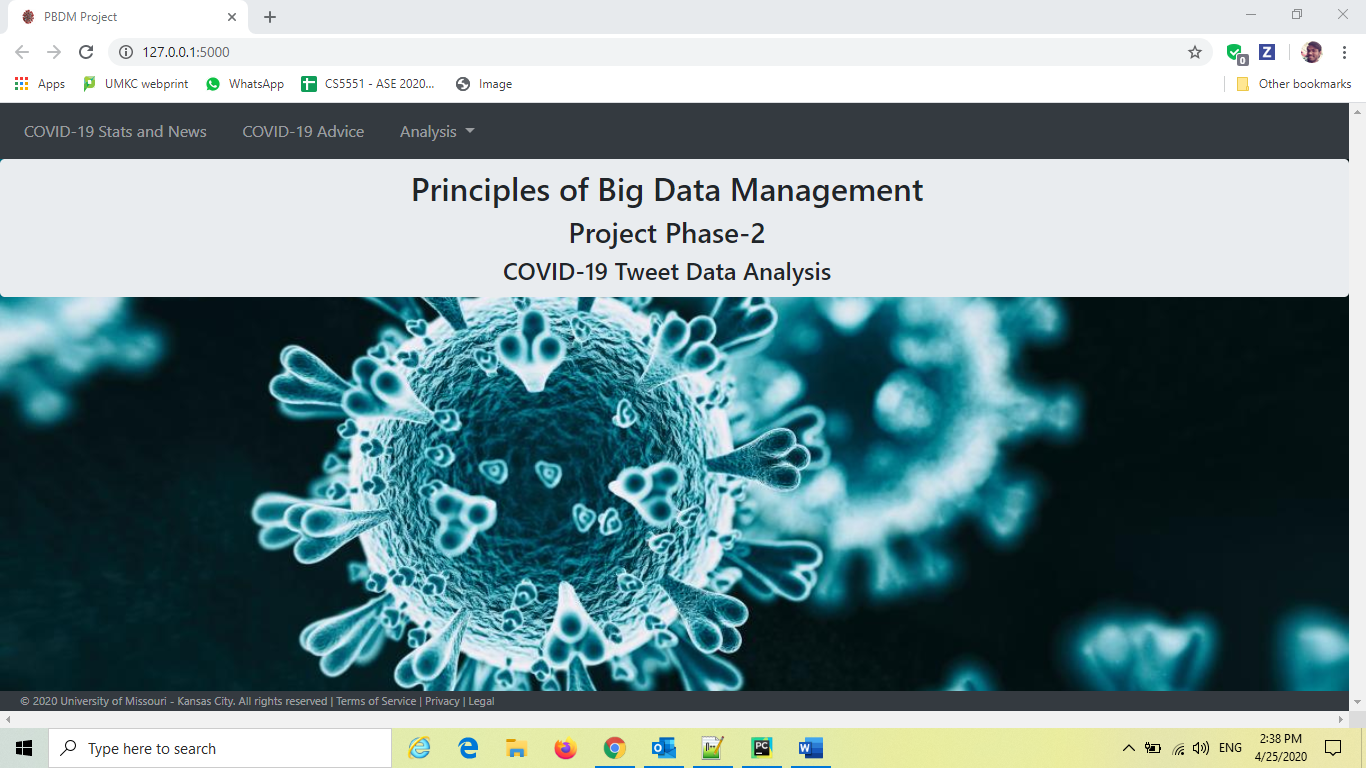 PBDM Project
127.0.0.1:5000
0
Z
Apps
UMKC webprint
WhatsApp
CS5551 - ASE 2020...
Image
Other bookmarks
COVID-19 Stats and News
COVID-19 Advice
Analysis
Principles of Big Data Management
Project Phase-2
COVID-19 Tweet Data Analysis
© 2020 University of Missouri - Kansas City. All rights reserved | Terms of Service | Privacy | Legal
Type here to search
PC
W
ENG
2:38 PM
4/25/2020